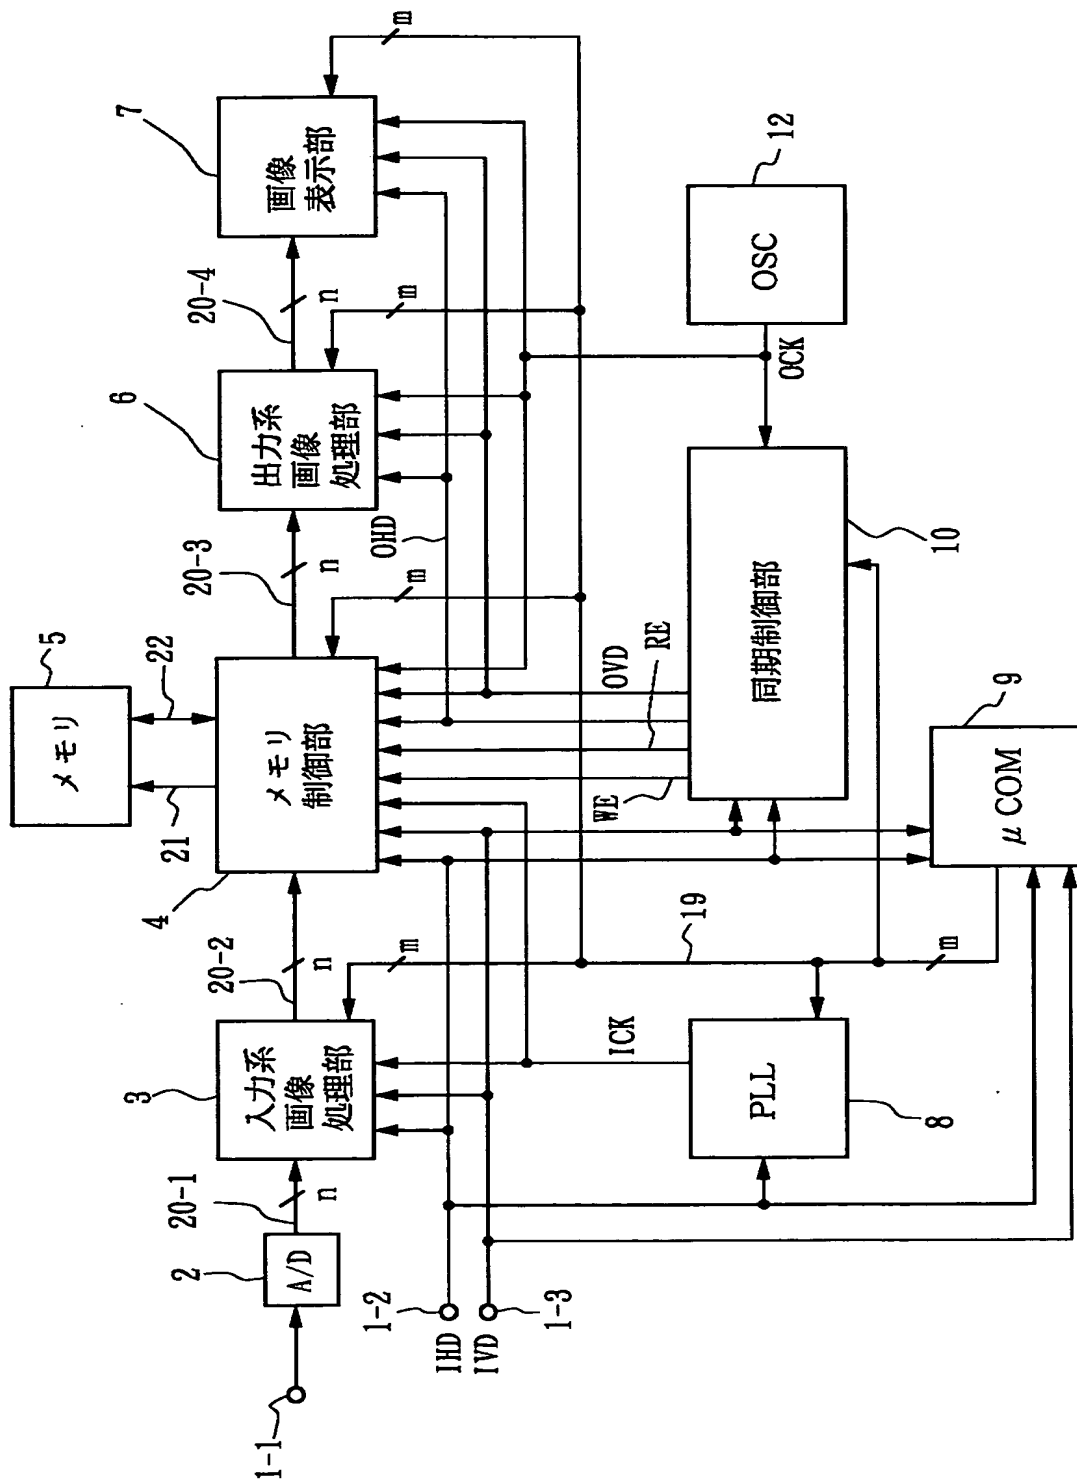 1-1
2
A/D
20-1
n
3
入力系
画像
処理部
20-2
n
m
4
メモリ
制御部
21
22
5
メモリ
20-3
n
m
6
出力系
画像
処理部
20-4
n
m
7
画像
表示部
m
IHD
1-2
IVD
1-3
OHD
OVD
RE
WE
ICK
19
m
PLL
8
μCOM
9
同期制御部
10
OCK
OSC
12